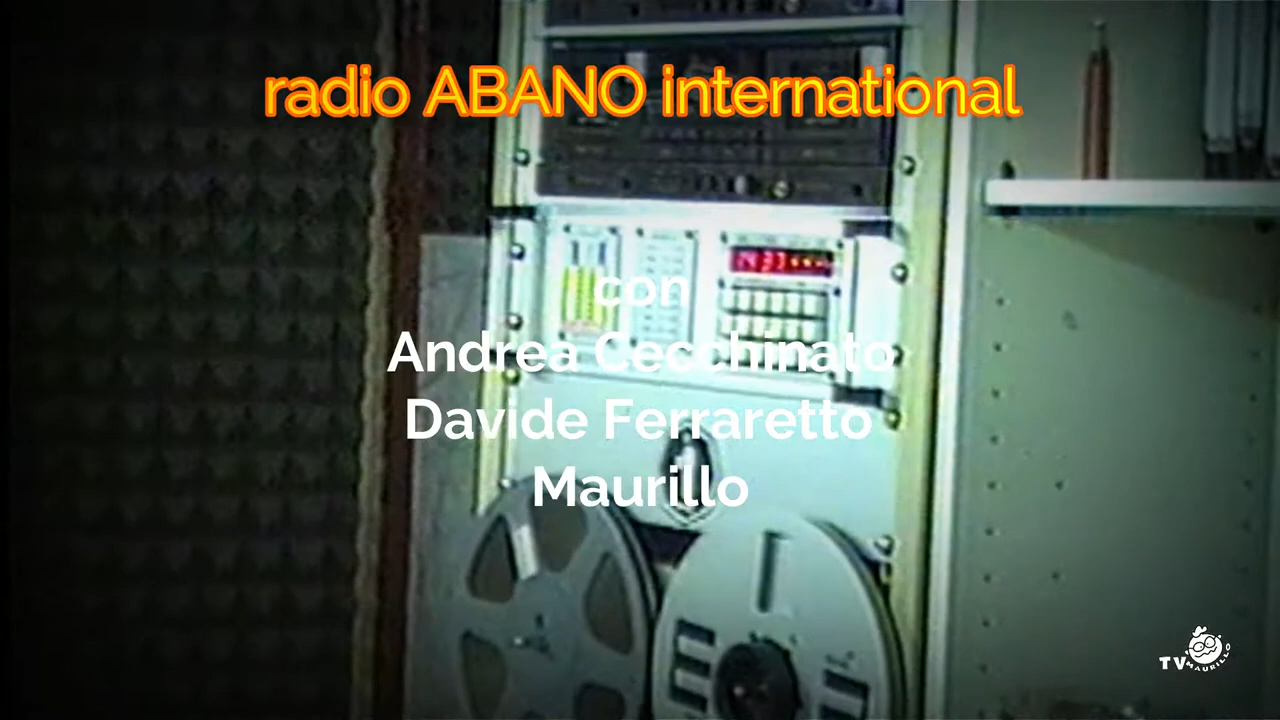 radio ABANO international
con
Andrea Cecchinato
Davide Ferraretto
Maurillo
TV MAURILLO